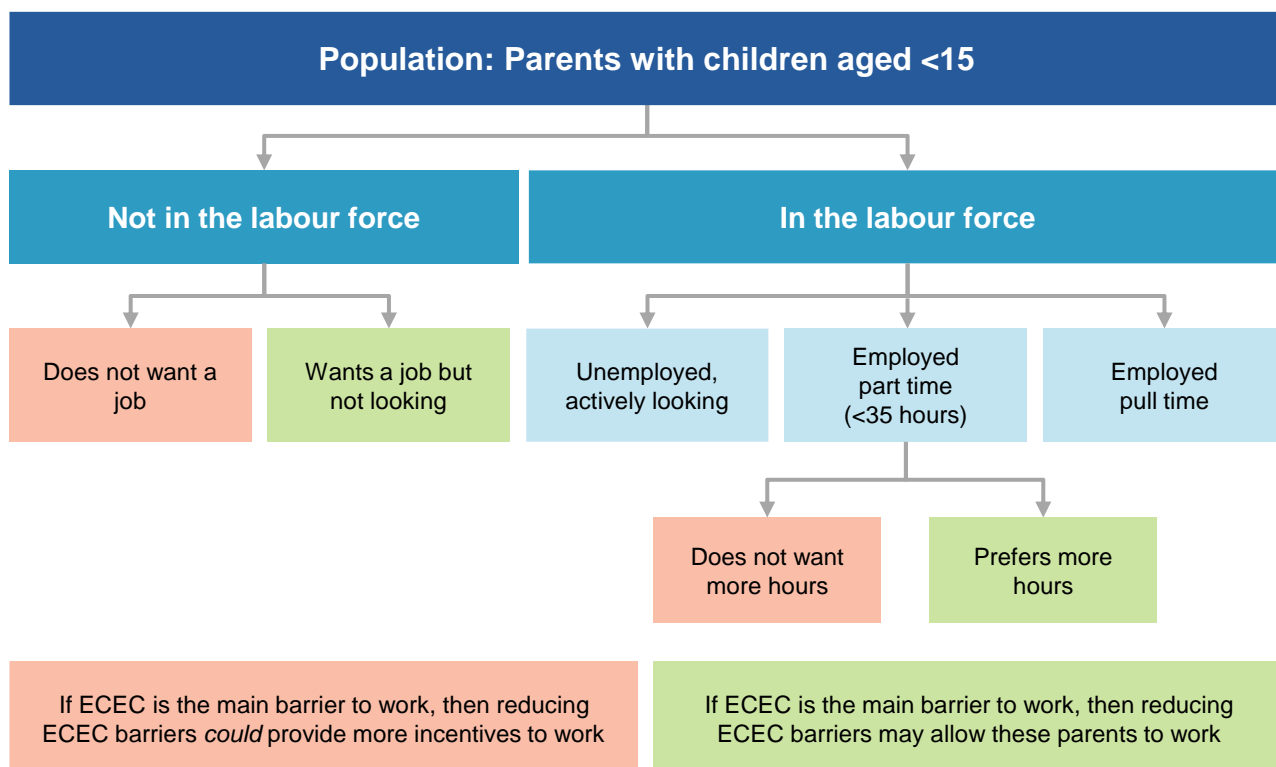 Population: Parents with children aged <15
Not in the labour force
In the labour force
Does not want a
job
Wants a job but
not looking
Unemployed,
actively looking
Employed
part time
(<35 hours)
Employed
pull time
Does not want
more hours
Prefers more
hours
If ECEC is the main barrier to work, then reducing
ECEC barriers could provide more incentives to work
If ECEC is the main barrier to work, then reducing
ECEC barriers may allow these parents to work